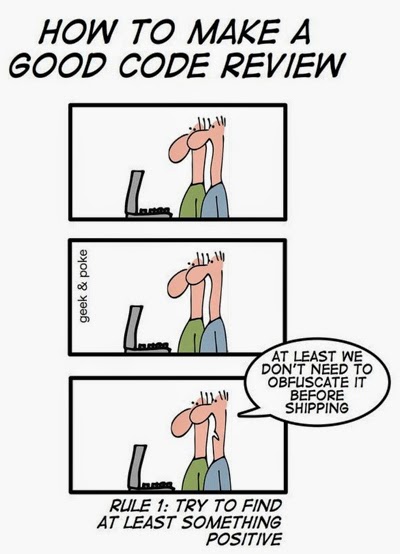 HOW TO MAKE A
GOOD CODE REVIEW
geek & poke
AT LEAST WE
DON'T NEED TO
OBFUSCATE IT
BEFORE
SHIPPING
RULE 1: TRY TO FIND
AT LEAST SOMETHING
POSITIVE